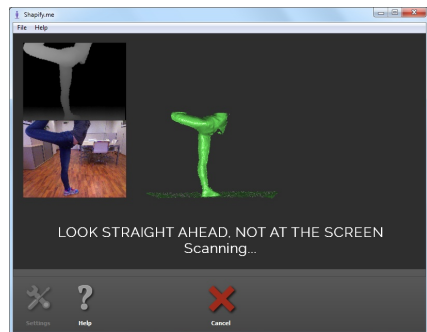 Shapify.me
File Help
LOOK STRAIGHT AHEAD, NOT AT THE SCREEN
Scanning...
Settings Help Cancel